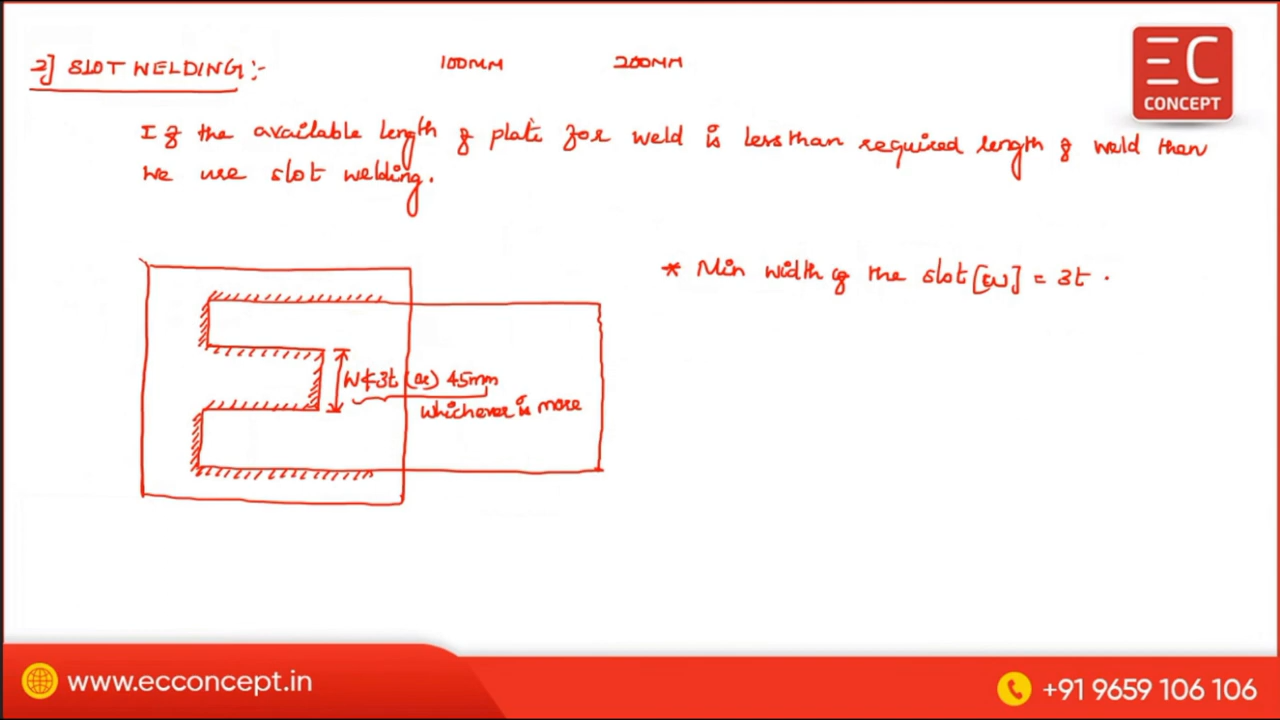 2] SLOT WELDING :-
100MM 200MM
EC
CONCEPT
If the available length of plate for weld is less than required length of weld then
we use slot welding.
* Min width of the slot [w] = 3t.
W≮3t (or) 45mm
whichever is more
www.ecconcept.in
+91 9659 106 106